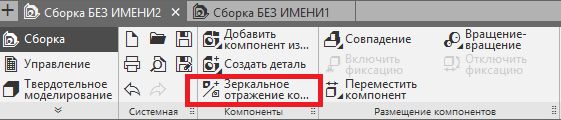 Сборка БЕЗ ИМЕНИ2 Сборка БЕЗ ИМЕНИ1
Сборка
Управление
Твердотельное
моделирование
Системная
Добавить
компонент из...
Создать деталь
Зеркальное
отражение ко...
Компоненты
Совпадение
Включить
фиксацию
Переместить
компонент
Вращение-
вращение
Отключить
фиксацию
Размещение компонентов